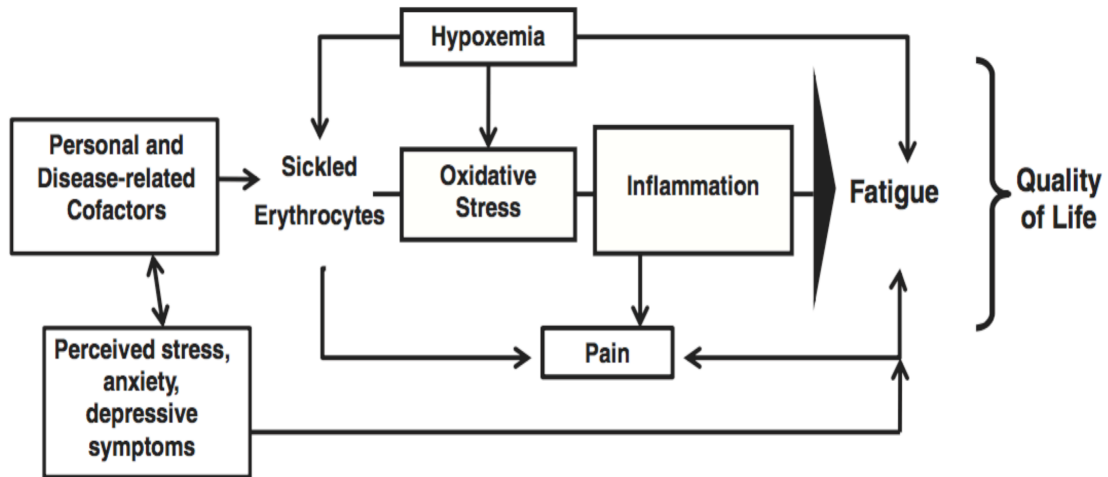 Hypoxemia
Personal and
Disease-related
Cofactors
Sickled
Erythrocytes
Oxidative
Stress
Inflammation
Fatigue
Quality
of Life
Perceived stress,
anxiety,
depressive
symptoms
Pain